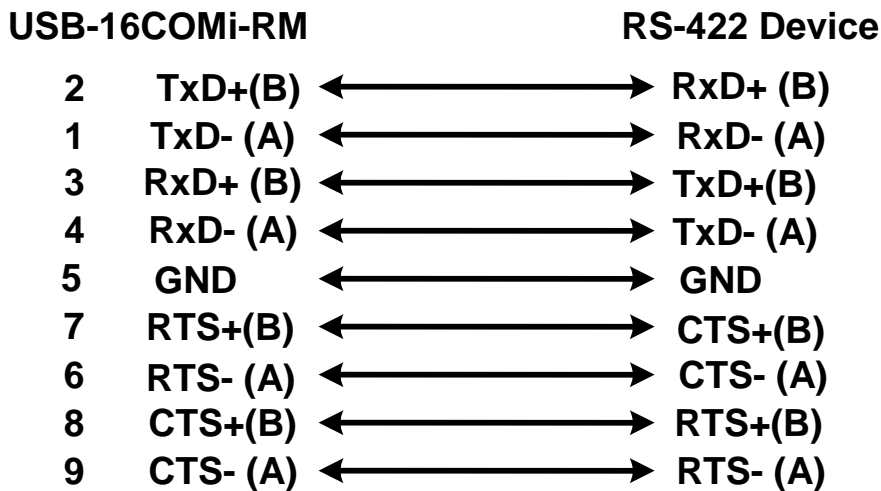 USB-16COMi-RM RS-422 Device
2 TxD+(B) RxD+ (B)
1 TxD- (A) RxD- (A)
3 RxD+ (B) TxD+(B)
4 RxD- (A) TxD- (A)
5 GND GND
7 RTS+(B) CTS+(B)
6 RTS- (A) CTS- (A)
8 CTS+(B) RTS+(B)
9 CTS- (A) RTS- (A)